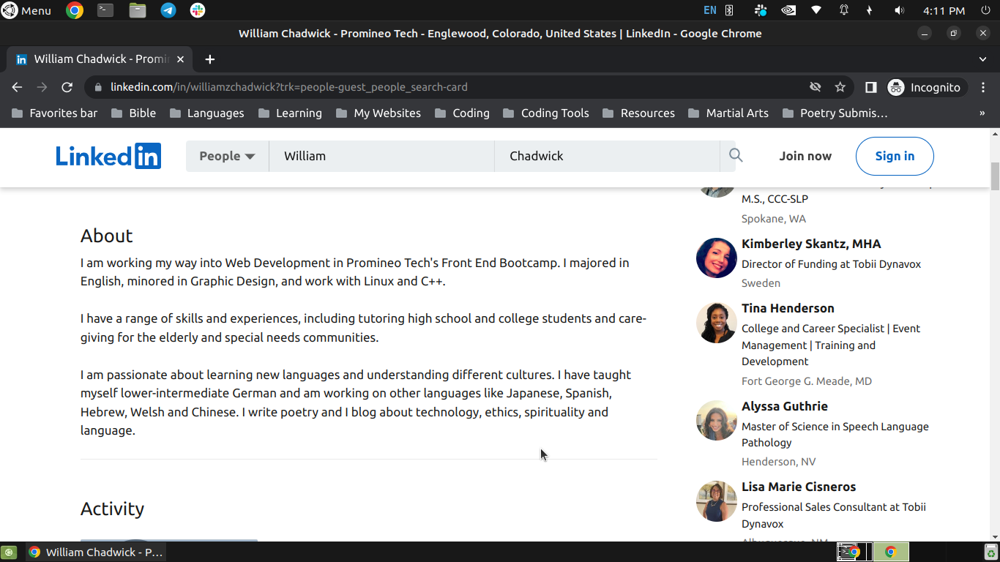 Menu
EN
4:11 PM
William Chadwick - Promineo Tech - Englewood, Colorado, United States | LinkedIn - Google Chrome
William Chadwick - Promi
linkedin.com/in/williamzchadwick?trk=people-guest_people_search-card
Incognito
Favorites bar
Bible
Languages
Learning
My Websites
Coding
Coding Tools
Resources
Martial Arts
Poetry Submis…
»
Linkedin
People
William
Chadwick
Join now
Sign in
About
I am working my way into Web Development in Promineo Tech's Front End Bootcamp. I majored in
English, minored in Graphic Design, and work with Linux and C++.
I have a range of skills and experiences, including tutoring high school and college students and care-
giving for the elderly and special needs communities.
I am passionate about learning new languages and understanding different cultures. I have taught
myself lower-intermediate German and am working on other languages like Japanese, Spanish,
Hebrew, Welsh and Chinese. I write poetry and I blog about technology, ethics, spirituality and
language.
Activity
M.S., CCC-SLP
Spokane, WA
Kimberley Skantz, MHA
Director of Funding at Tobii Dynavox
Sweden
Tina Henderson
College and Career Specialist | Event
Management | Training and
Development
Fort George G. Meade, MD
Alyssa Guthrie
Master of Science in Speech Language
Pathology
Henderson, NV
Lisa Marie Cisneros
Professional Sales Consultant at Tobii
Dynavox
Albuquerque, NM
William Chadwick - P…